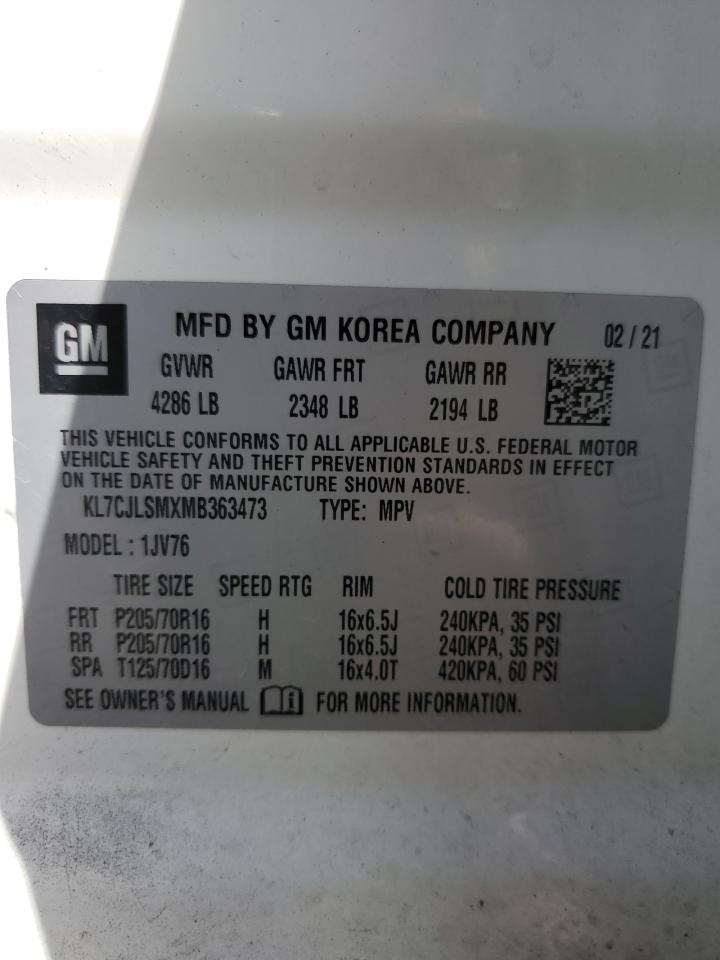 GM MFD BY GM KOREA COMPANY 02 / 21
GVWR GAWR FRT GAWR RR
4286 LB 2348 LB 2194 LB
THIS VEHICLE CONFORMS TO ALL APPLICABLE U.S. FEDERAL MOTOR
VEHICLE SAFETY AND THEFT PREVENTION STANDARDS IN EFFECT
ON THE DATE OF MANUFACTURE SHOWN ABOVE.
KL7CJLSMXMB363473 TYPE: MPV
MODEL : 1JV76
TIRE SIZE SPEED RTG RIM COLD TIRE PRESSURE
FRT P205/70R16 H 16x6.5J 240KPA, 35 PSI
RR P205/70R16 H 16x6.5J 240KPA, 35 PSI
SPA T125/70D16 M 16x4.0T 420KPA, 60 PSI
SEE OWNER'S MANUAL i FOR MORE INFORMATION.